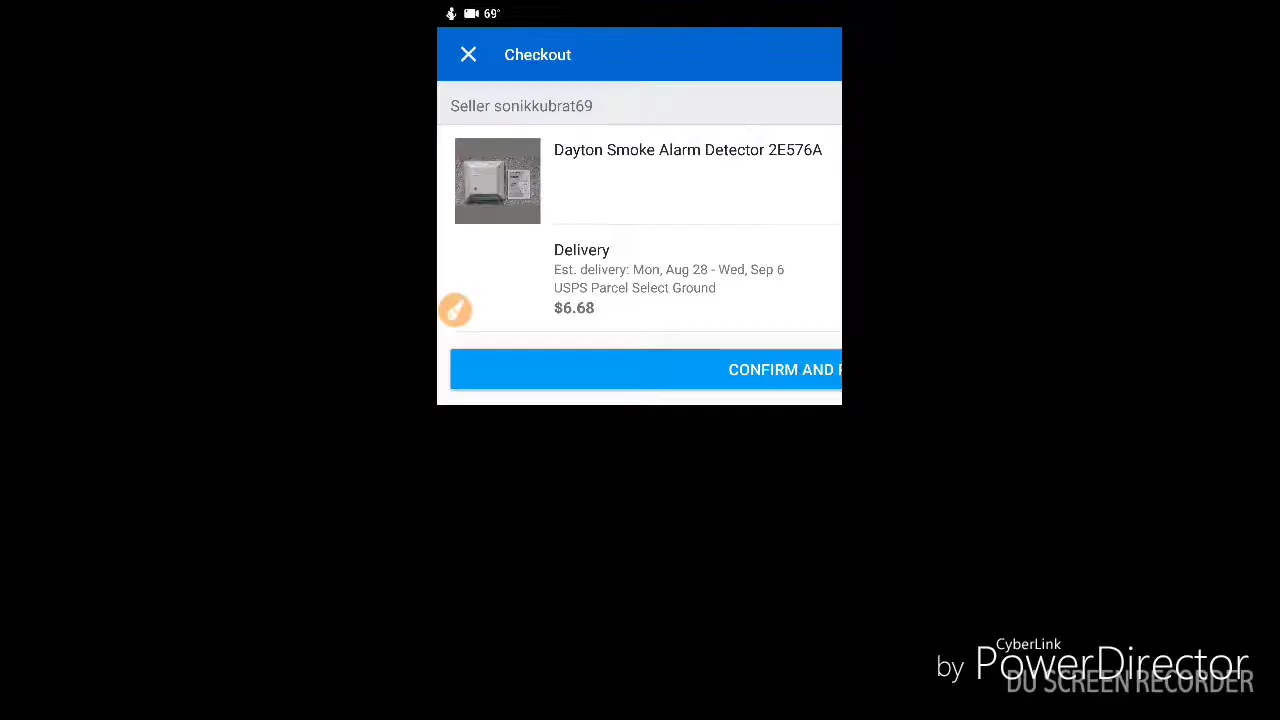 69°
Checkout
Seller sonikkubrat69
Dayton Smoke Alarm Detector 2E576A
Delivery
Est. delivery: Mon, Aug 28 - Wed, Sep 6
USPS Parcel Select Ground
$6.68
CONFIRM AND
CyberLink
by PowerDirector
DU SCREEN RECORDER